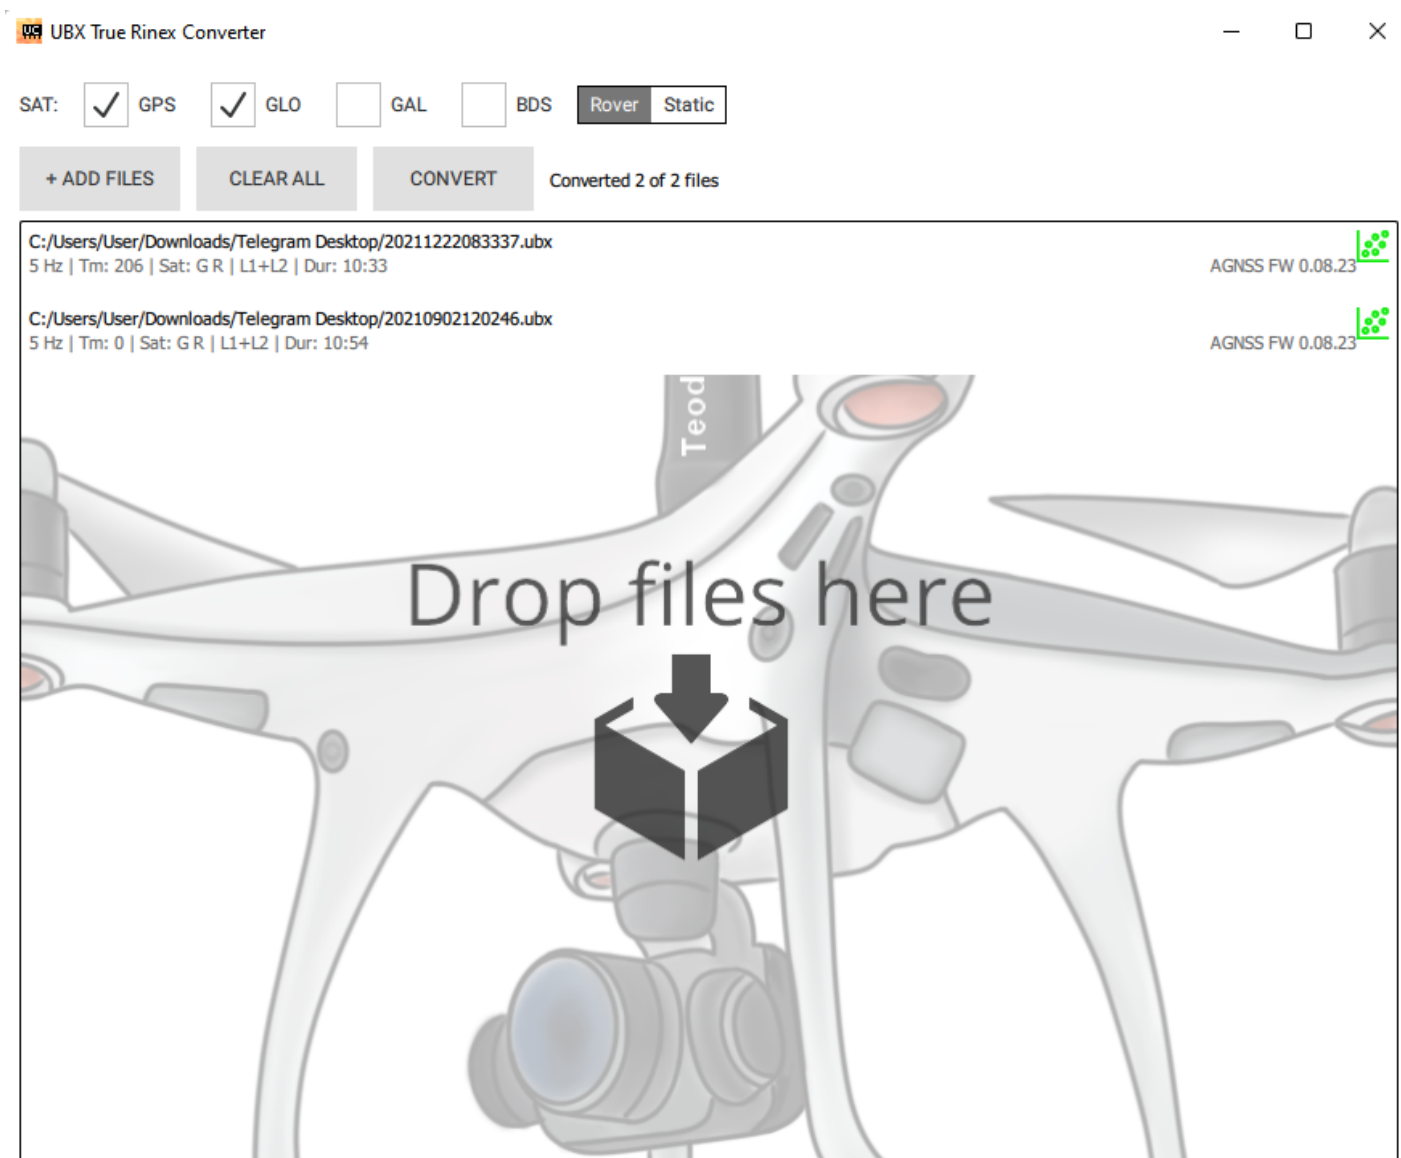 UC
UBX True Rinex Converter
SAT: GPS GLO GAL BDS Rover Static
+ ADD FILES CLEAR ALL CONVERT Converted 2 of 2 files
C:/Users/User/Downloads/Telegram Desktop/20211222083337.ubx
5 Hz | Tm: 206 | Sat: G R | L1+L2 | Dur: 10:33 AGNSS FW 0.08.23
C:/Users/User/Downloads/Telegram Desktop/20210902120246.ubx
5 Hz | Tm: 0 | Sat: G R | L1+L2 | Dur: 10:54 AGNSS FW 0.08.23
Teod
Drop files here